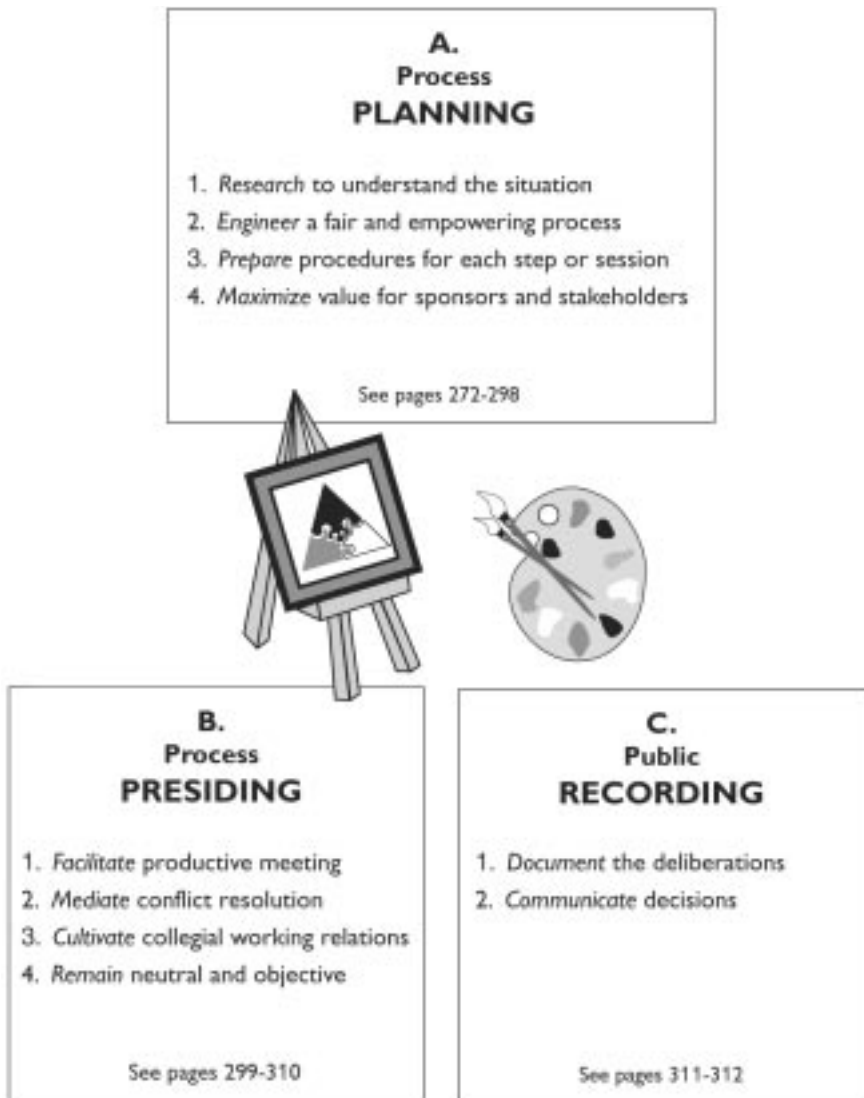 A.
Process
PLANNING
1. Research to understand the situation
2. Engineer a fair and empowering process
3. Prepare procedures for each step or session
4. Maximize value for sponsors and stakeholders
See pages 272-298
B.
Process
PRESIDING
1. Facilitate productive meeting
2. Mediate conflict resolution
3. Cultivate collegial working relations
4. Remain neutral and objective
See pages 299-310
C.
Public
RECORDING
1. Document the deliberations
2. Communicate decisions
See pages 311-312